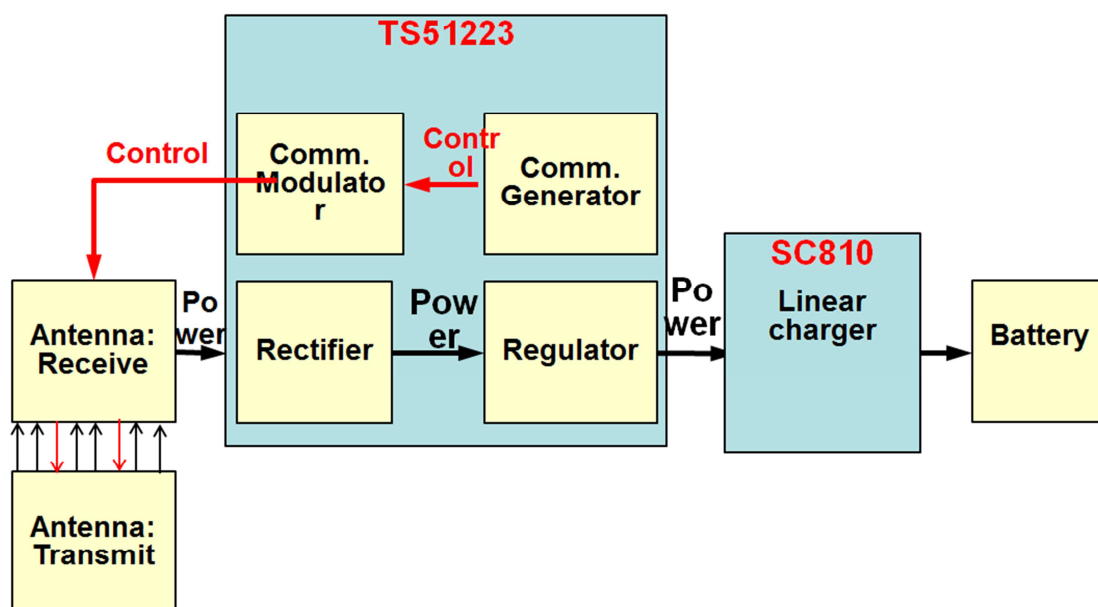 TS51223
Control
Comm.
Modulato
r
Contr
ol
Comm.
Generator
SC810
Linear
charger
Antenna:
Receive
Po
wer
Rectifier
Pow
er
Regulator
Po
wer
Battery
Antenna:
Transmit